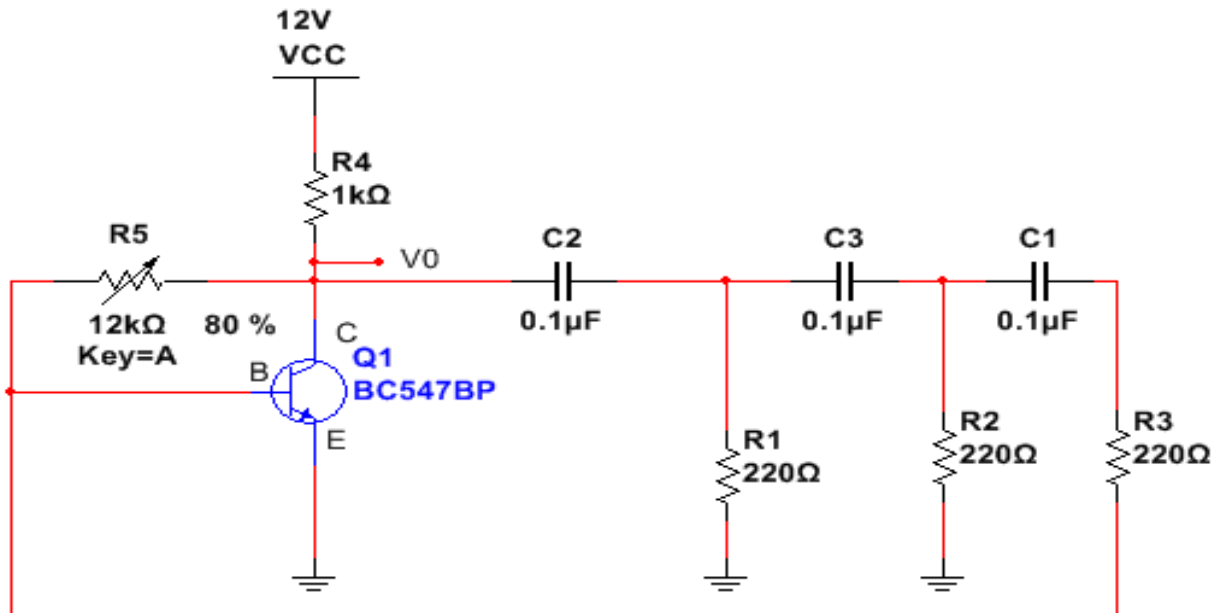 12V
VCC
R4
1kΩ
R5
12kΩ
80 %
Key=A
V0
C
B
E
Q1
BC547BP
C2
0.1µF
C3
0.1µF
C1
0.1µF
R1
220Ω
R2
220Ω
R3
220Ω